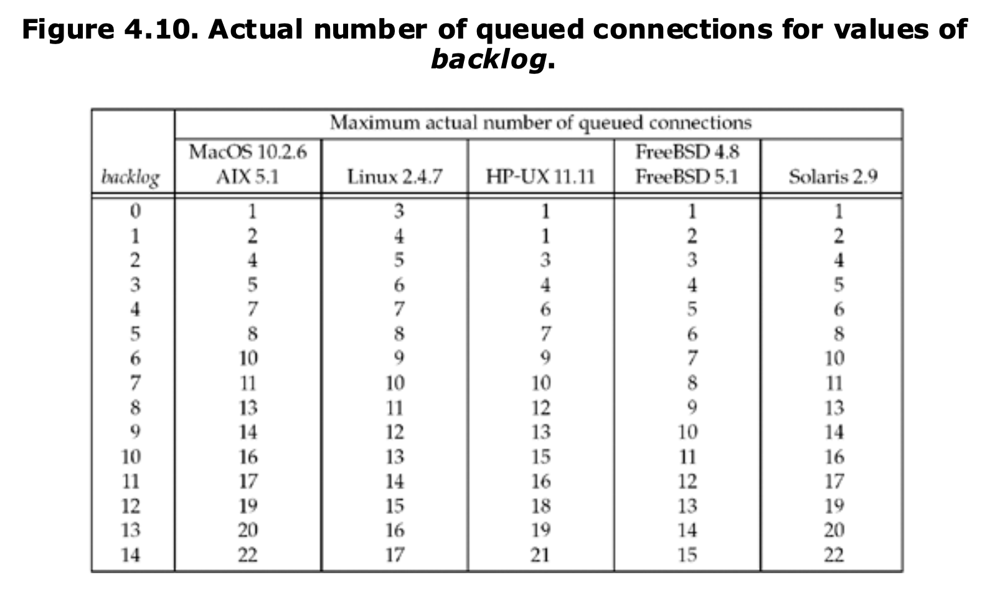 Figure 4.10. Actual number of queued connections for values of
backlog.
Maximum actual number of queued connections
MacOS 10.2.6 FreeBSD 4.8
backlog AIX 5.1 Linux 2.4.7 HP-UX 11.11 FreeBSD 5.1 Solaris 2.9
0 1 3 1 1 1
1 2 4 1 2 2
2 4 5 3 3 4
3 5 6 4 4 5
4 7 7 6 5 6
5 8 8 7 6 8
6 10 9 9 7 10
7 11 10 10 8 11
8 13 11 12 9 13
9 14 12 13 10 14
10 16 13 15 11 16
11 17 14 16 12 17
12 19 15 18 13 19
13 20 16 19 14 20
14 22 17 21 15 22